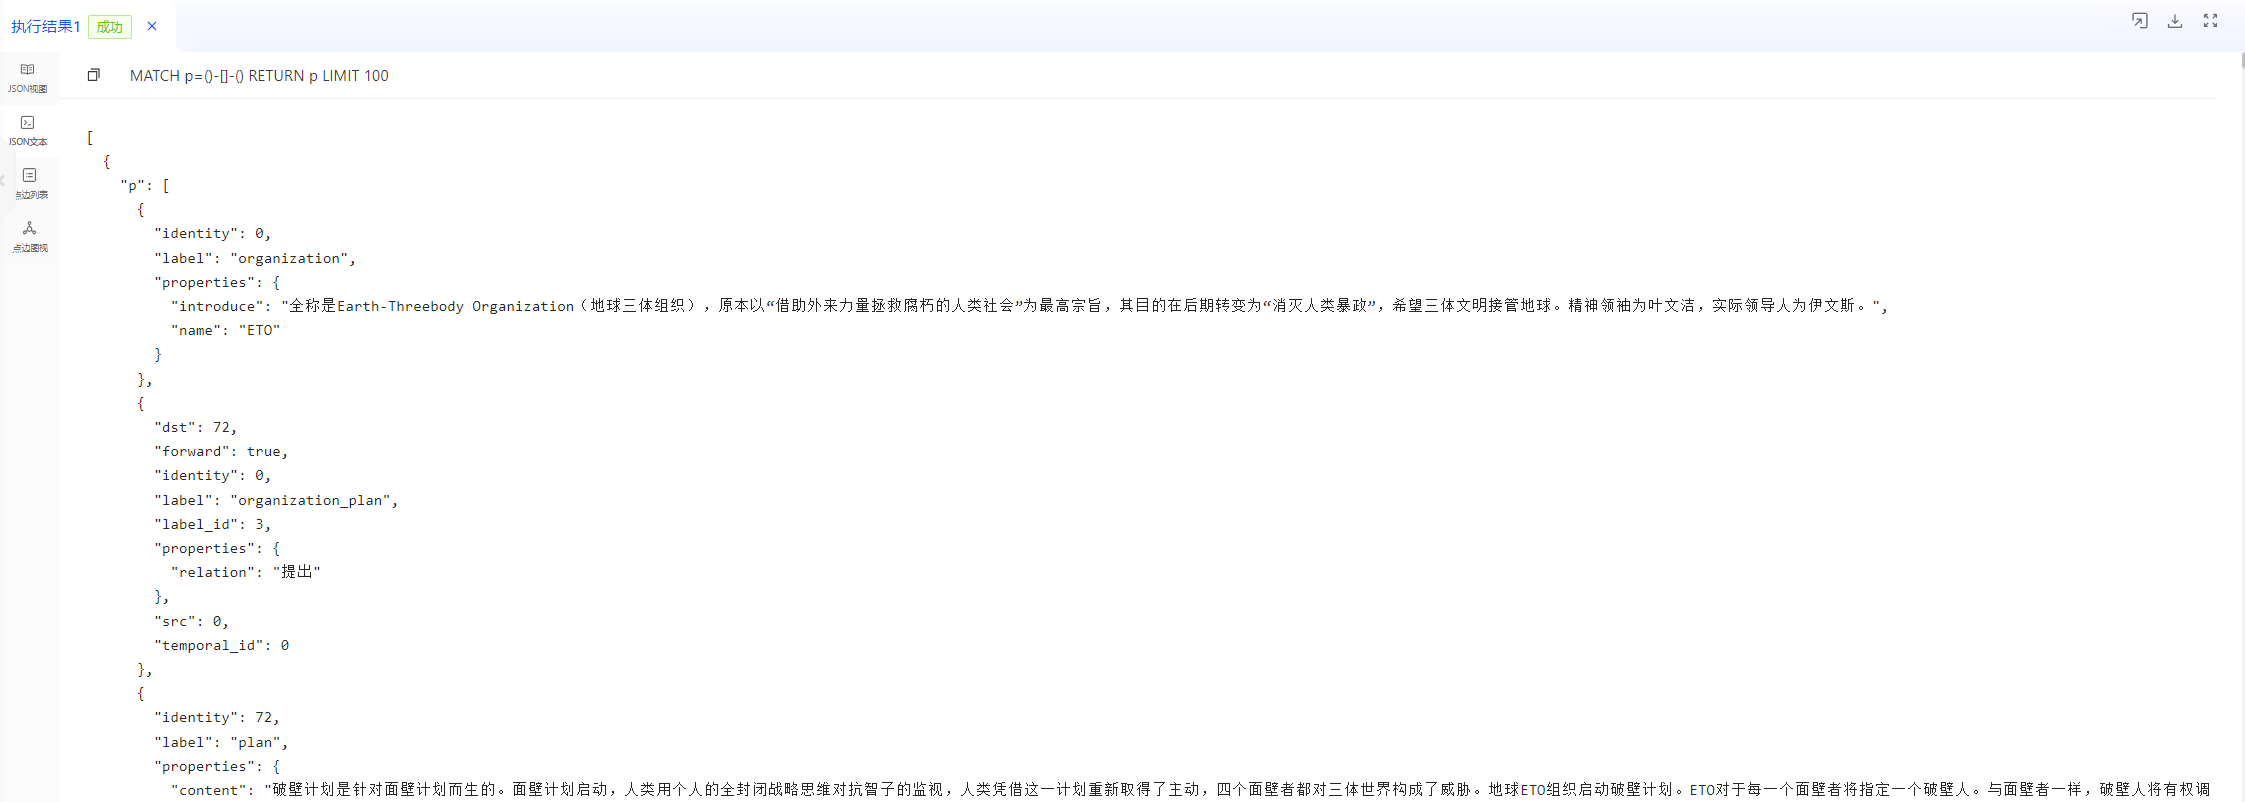 执行结果1 成功
JSON视图
JSON文本
点边列表
点边图视
MATCH p=()-[]-() RETURN p LIMIT 100
[
{
"p": [
{
"identity": 0,
"label": "organization",
"properties": {
"introduce": "全称是Earth-Threebody Organization（地球三体组织），原本以“借助外来力量拯救腐朽的人类社会”为最高宗旨，其目的在后期转变为“消灭人类暴政”，希望三体文明接管地球。精神领袖为叶文洁，实际领导人为伊文斯。",
"name": "ETO"
}
},
{
"dst": 72,
"forward": true,
"identity": 0,
"label": "organization_plan",
"label_id": 3,
"properties": {
"relation": "提出"
},
"src": 0,
"temporal_id": 0
},
{
"identity": 72,
"label": "plan",
"properties": {
"content": "破壁计划是针对面壁计划而生的。面壁计划启动，人类用个人的全封闭战略思维对抗智子的监视，人类凭借这一计划重新取得了主动，四个面壁者都对三体世界构成了威胁。地球ETO组织启动破壁计划。ETO对于每一个面壁者将指定一个破壁人。与面壁者一样，破壁人将有权调